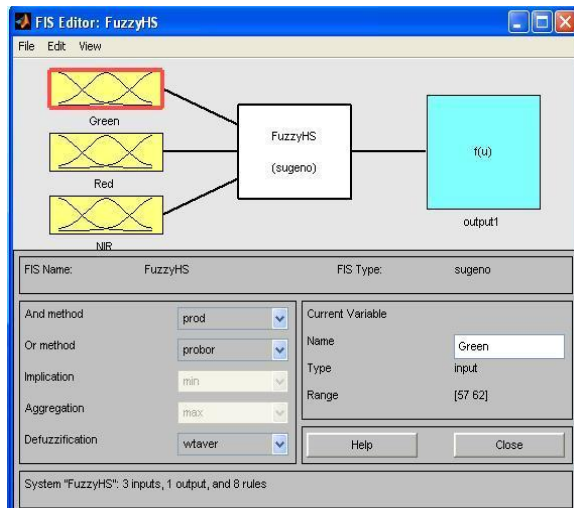 FIS Editor: FuzzyHS
File Edit View
Green
Red
NIR
FuzzyHS
(sugeno)
f(u)
output1
FIS Name: FuzzyHS FIS Type: sugeno
And method prod
Or method probor
Implication min
Aggregation max
Defuzzification wtaver
Current Variable
Name Green
Type input
Range [57 62]
Help Close
System "FuzzyHS": 3 inputs, 1 output, and 8 rules